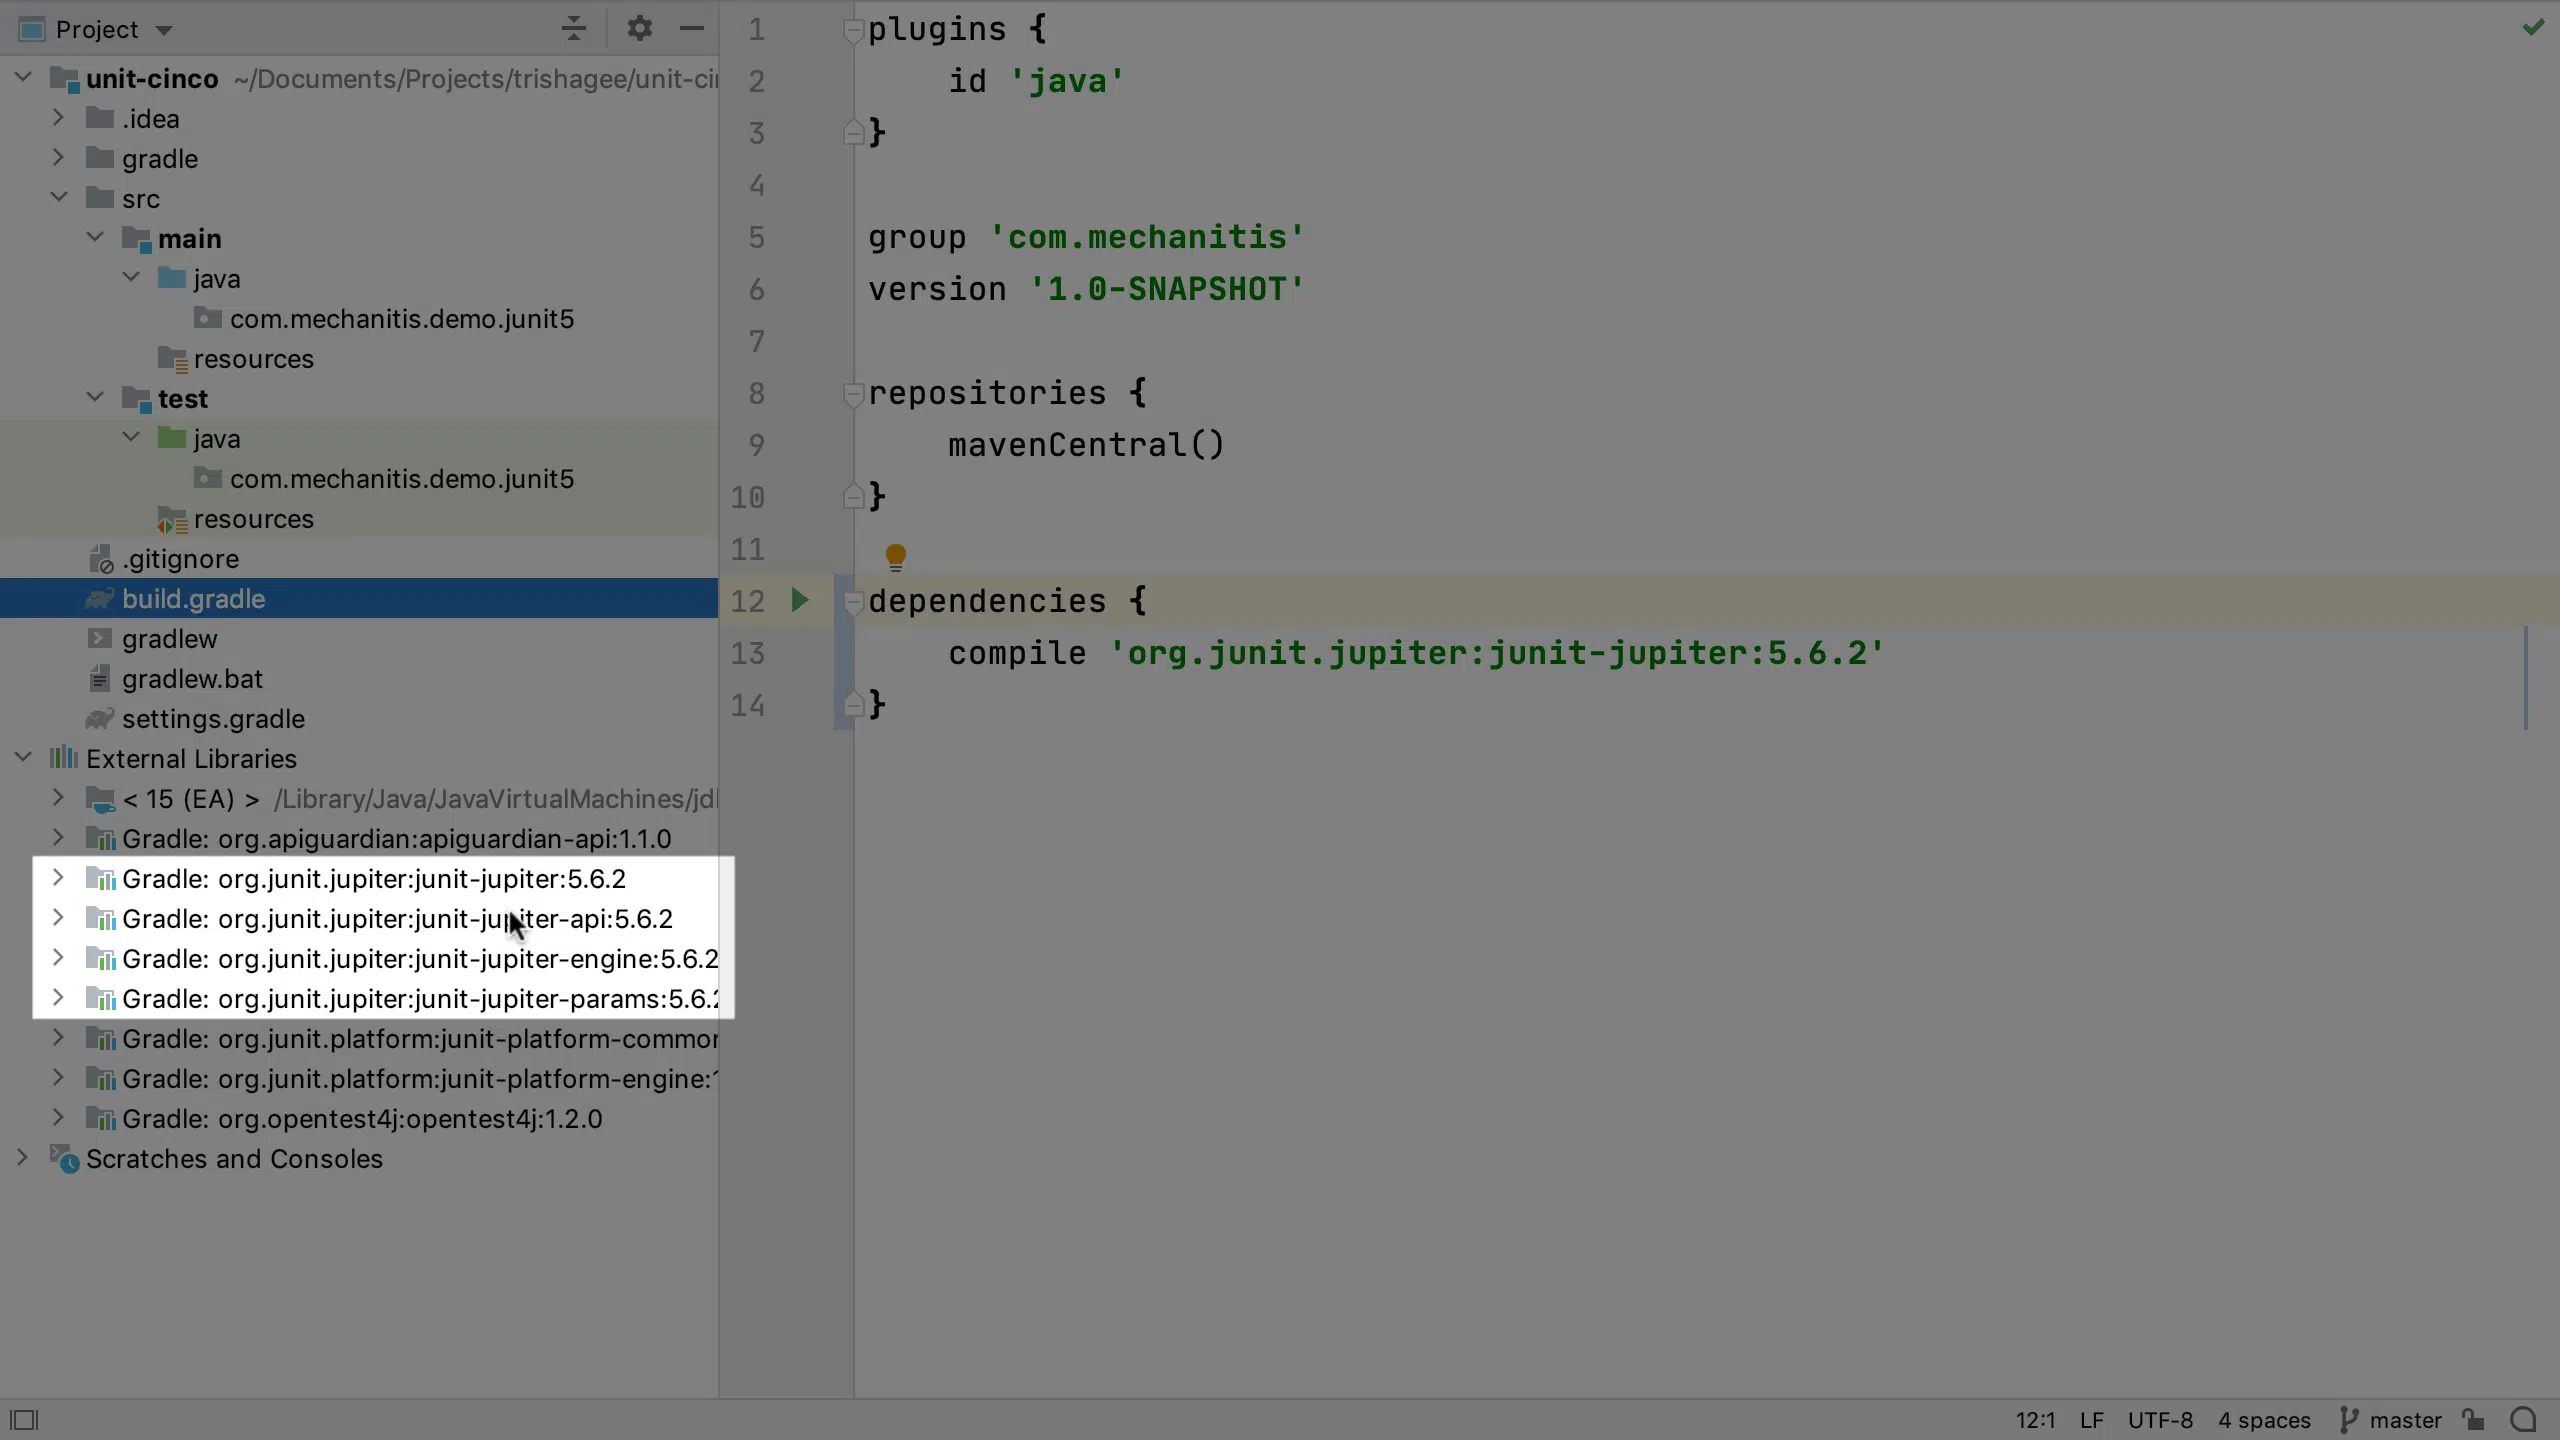 Project
unit-cinco ~/Documents/Projects/trishagee/unit-ci
.idea
gradle
src
main
java
com.mechanitis.demo.junit5
resources
test
java
com.mechanitis.demo.junit5
resources
.gitignore
build.gradle
gradlew
gradlew.bat
settings.gradle
External Libraries
< 15 (EA) > /Library/Java/JavaVirtualMachines/jd
Gradle: org.apiguardian:apiguardian-api:1.1.0
Gradle: org.junit.jupiter:junit-jupiter:5.6.2
Gradle: org.junit.jupiter:junit-jupiter-api:5.6.2
Gradle: org.junit.jupiter:junit-jupiter-engine:5.6.2
Gradle: org.junit.jupiter:junit-jupiter-params:5.6.2
Gradle: org.junit.platform:junit-platform-common
Gradle: org.junit.platform:junit-platform-engine:1
Gradle: org.opentest4j:opentest4j:1.2.0
Scratches and Consoles
1 plugins {
2 id 'java'
3 }
4
5 group 'com.mechanitis'
6 version '1.0-SNAPSHOT'
7
8 repositories {
9 mavenCentral()
10 }
11
12 dependencies {
13 compile 'org.junit.jupiter:junit-jupiter:5.6.2'
14 }
12:1 LF UTF-8 4 spaces master